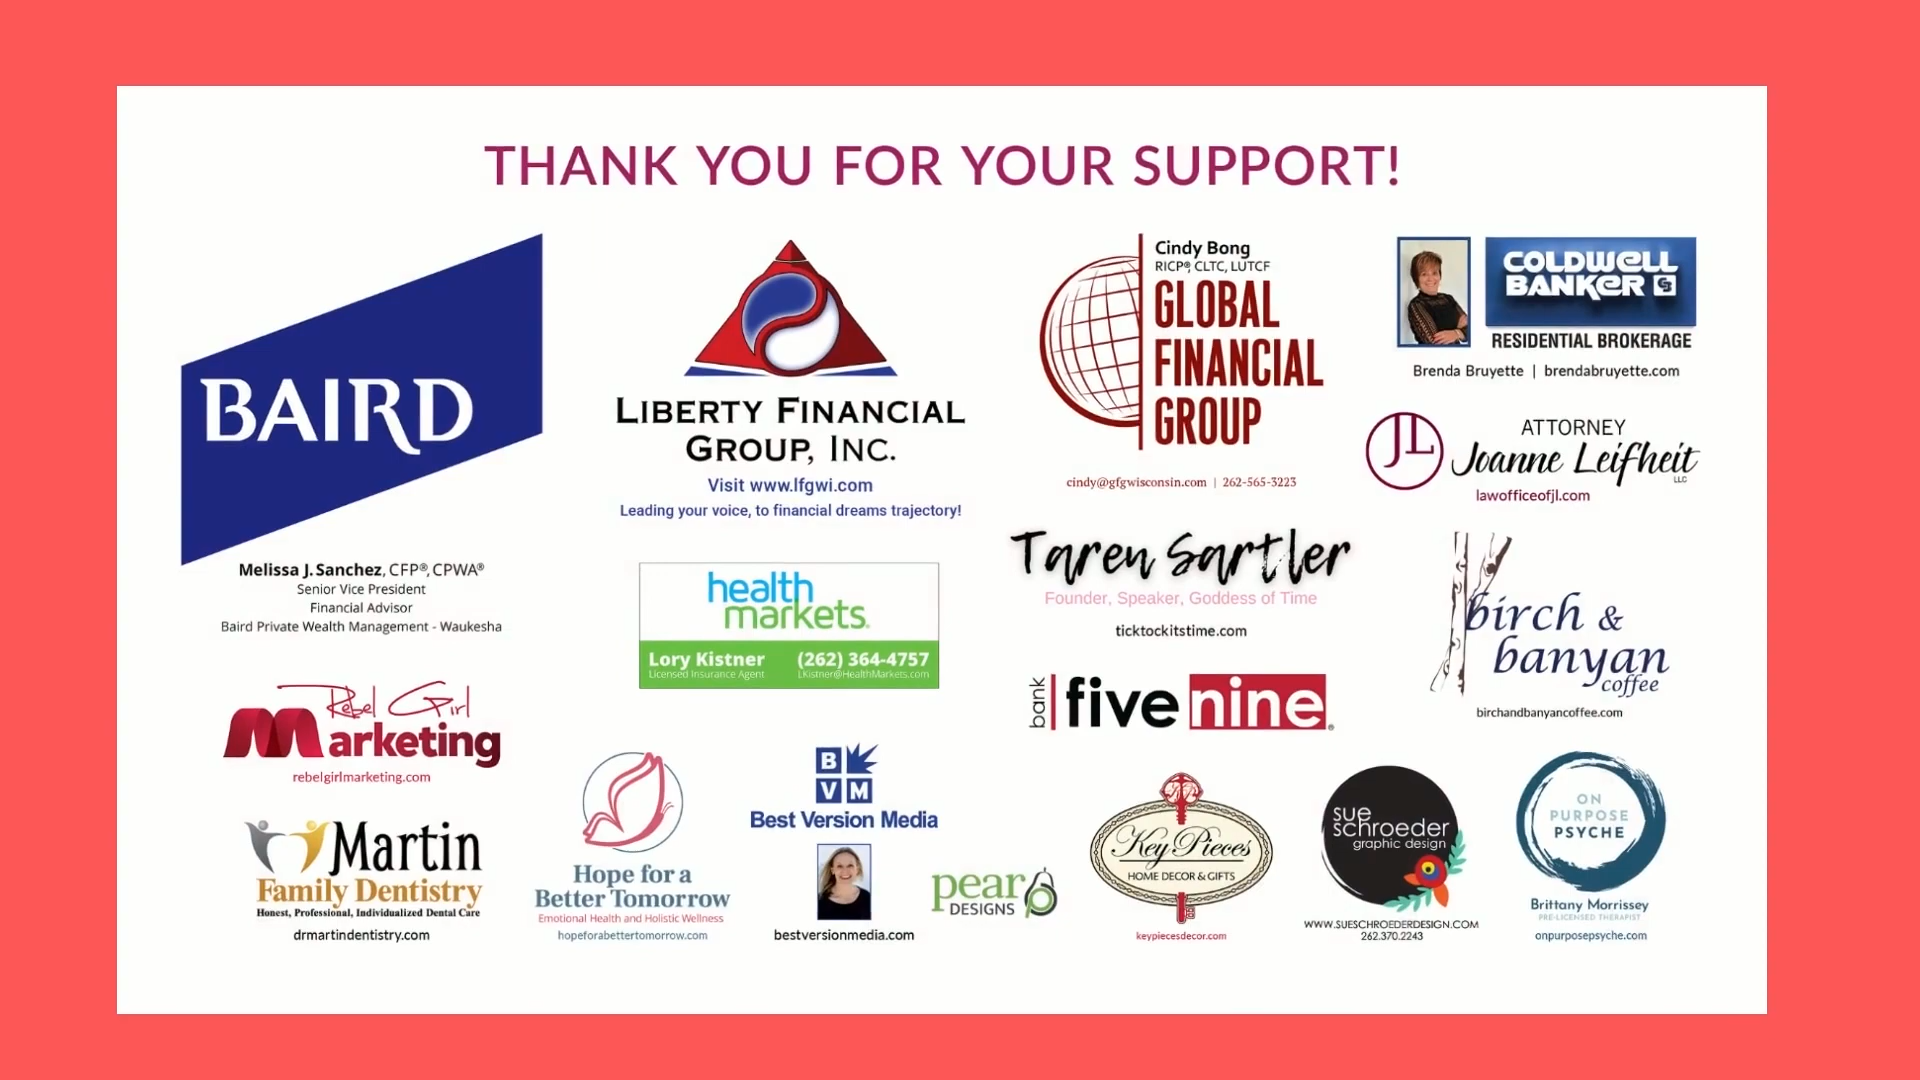 THANK YOU FOR YOUR SUPPORT!
BAIRD
Melissa J. Sanchez, CFP®, CPWA®
Senior Vice President
Financial Advisor
Baird Private Wealth Management - Waukesha
LIBERTY FINANCIAL
GROUP, INC.
Visit www.lfgwi.com
Leading your voice, to financial dreams trajectory!
Cindy Bong
RICP®, CLTC, LUTCF
GLOBAL
FINANCIAL
GROUP
cindy@gfgwisconsin.com | 262-565-3223
COLDWELL
BANKER CB
RESIDENTIAL BROKERAGE
Brenda Bruyette | brendabruyette.com
JL
ATTORNEY
Joanne Leifheit
LLC
lawofficeofjl.com
health
markets.
Lory Kistner (262) 364-4757
Licensed Insurance Agent LKistner@HealthMarkets.com
Taren Sartler
Founder, Speaker, Goddess of Time
ticktockitstime.com
birch &
banyan
coffee
birchandbanyancoffee.com
Rebel Girl
Marketing
rebelgirlmarketing.com
bank five nine®
Martin
Family Dentistry
Honest, Professional, Individualized Dental Care
drmartindentistry.com
Hope for a
Better Tomorrow
Emotional Health and Holistic Wellness
hopeforabettertomorrow.com
B
V M
Best Version Media
bestversionmedia.com
pear
DESIGNS
Key Pieces
HOME DECOR & GIFTS
keypiecesdecor.com
sue
schroeder
graphic design
WWW.SUESCHROEDERDESIGN.COM
262.370.2243
ON
PURPOSE
PSYCHE
Brittany Morrissey
PRE-LICENSED THERAPIST
onpurposepsyche.com